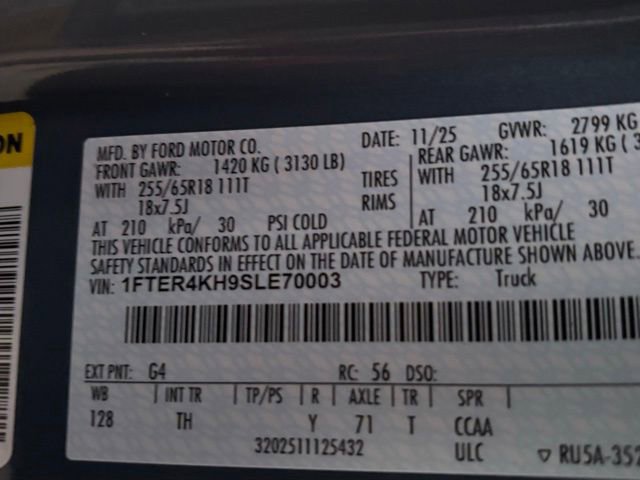 ON
MFD. BY FORD MOTOR CO. DATE: 11/25 GVWR: 2799 KG
FRONT GAWR: 1420 KG ( 3130 LB) REAR GAWR: 1619 KG ( 3
WITH 255/65R18 111T TIRES WITH 255/65R18 111T
18x7.5J RIMS 18x7.5J
AT 210 kPa/ 30 PSI COLD AT 210 kPa/ 30
THIS VEHICLE CONFORMS TO ALL APPLICABLE FEDERAL MOTOR VEHICLE
SAFETY STANDARDS IN EFFECT ON THE DATE OF MANUFACTURE SHOWN ABOVE.
VIN: 1FTER4KH9SLE70003 TYPE: Truck
EXT PNT: G4 RC: 56 DSO:
WB | INT TR | TP/PS | R | AXLE | TR | SPR |
128 TH Y 71 T CCAA
3202511125432 ULC ▽ RU5A-352